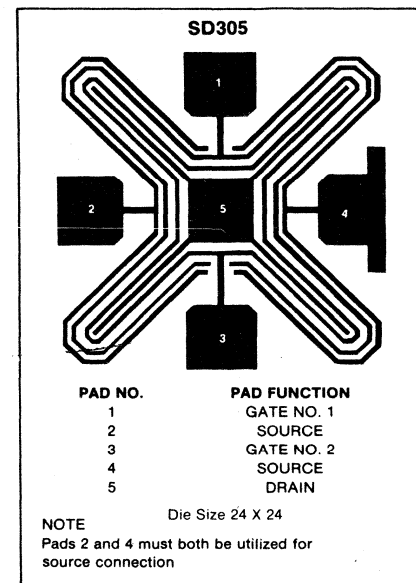 SD305
1
2
5
4
3
PAD NO. PAD FUNCTION
1 GATE NO. 1
2 SOURCE
3 GATE NO. 2
4 SOURCE
5 DRAIN
Die Size 24 X 24
NOTE
Pads 2 and 4 must both be utilized for
source connection